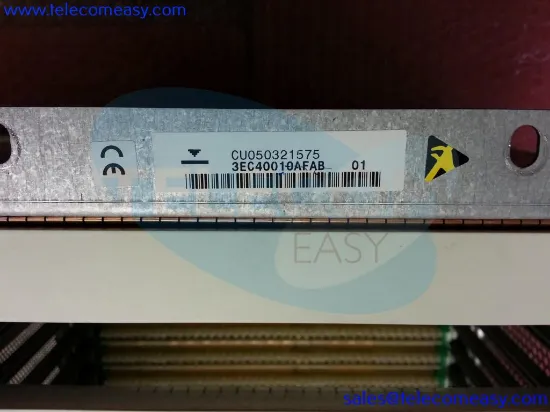 www.telecomeasy.com
CE
CU050321575
3EC40010AFAB 01
EASY
sales@telecomeasy.com